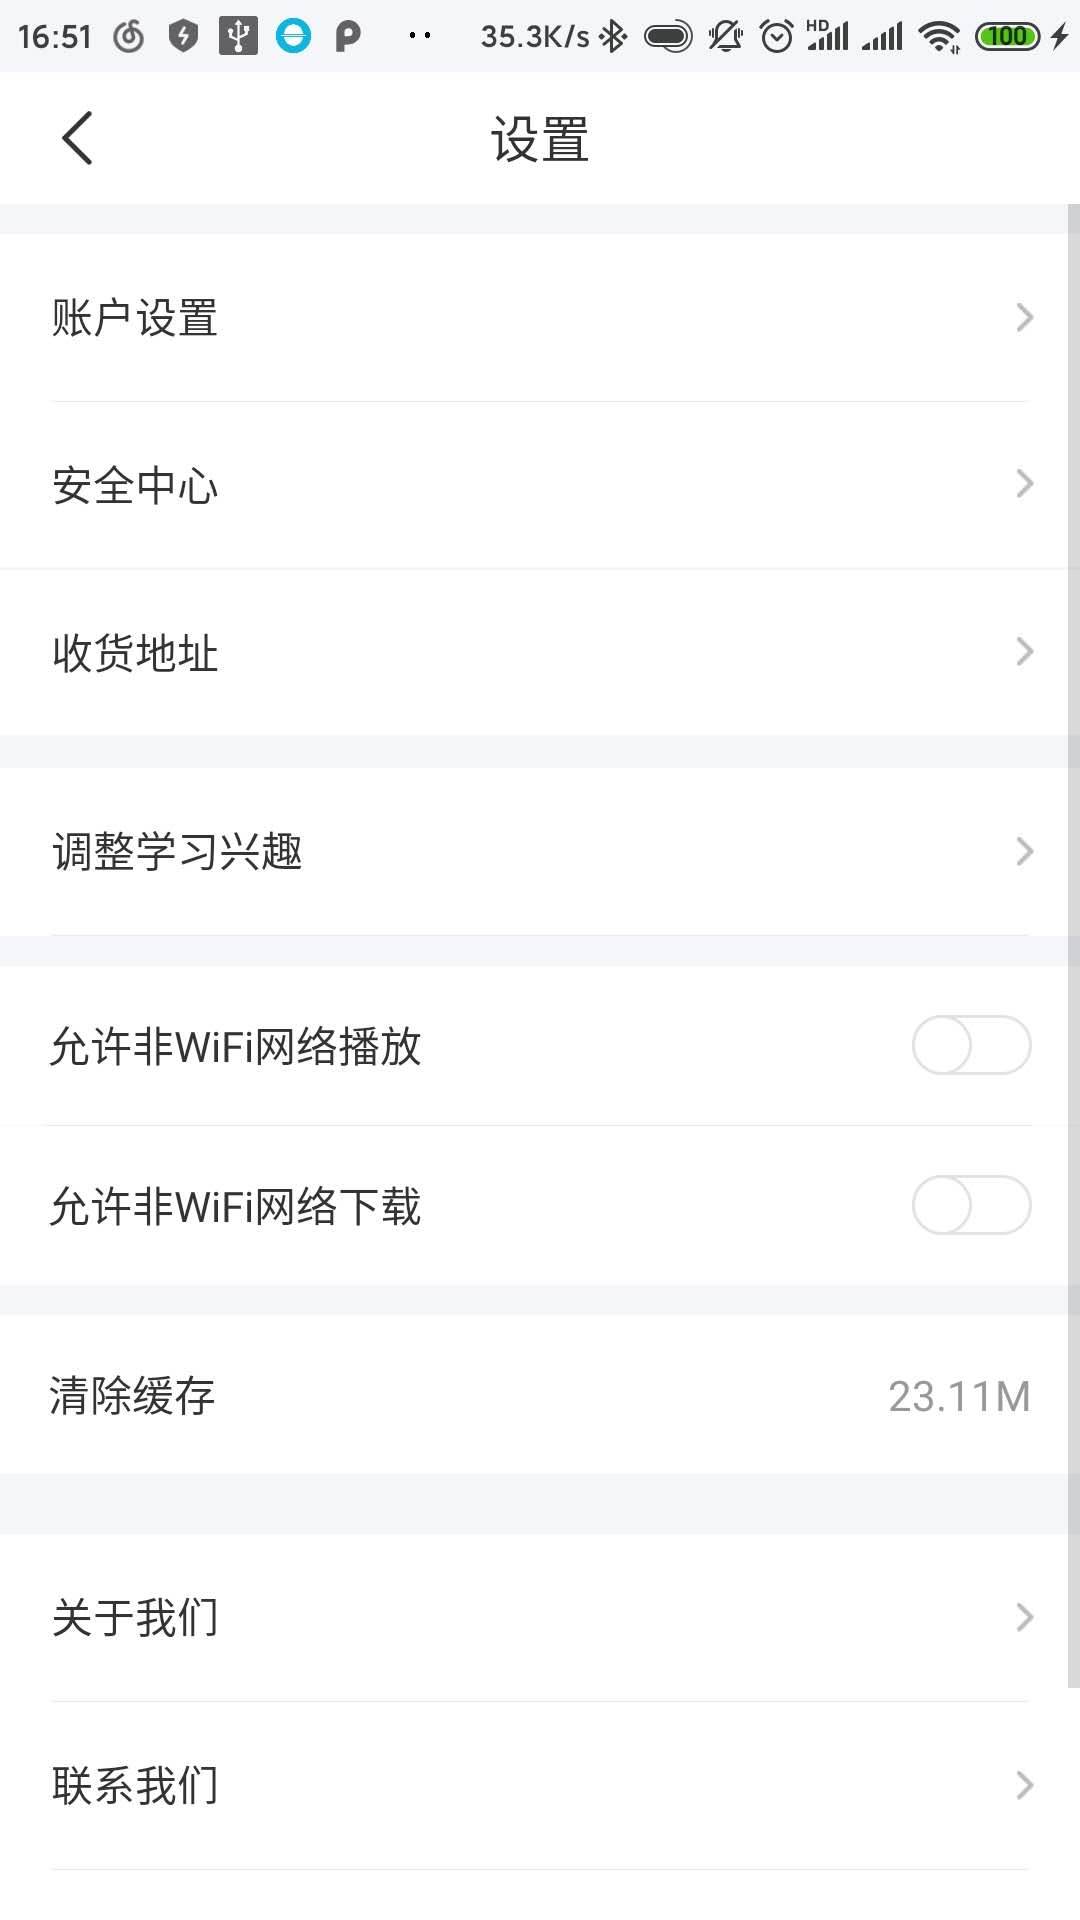 16:51 35.3K/s HD 100
设置
账户设置
安全中心
收货地址
调整学习兴趣
允许非WiFi网络播放
允许非WiFi网络下载
清除缓存 23.11M
关于我们
联系我们